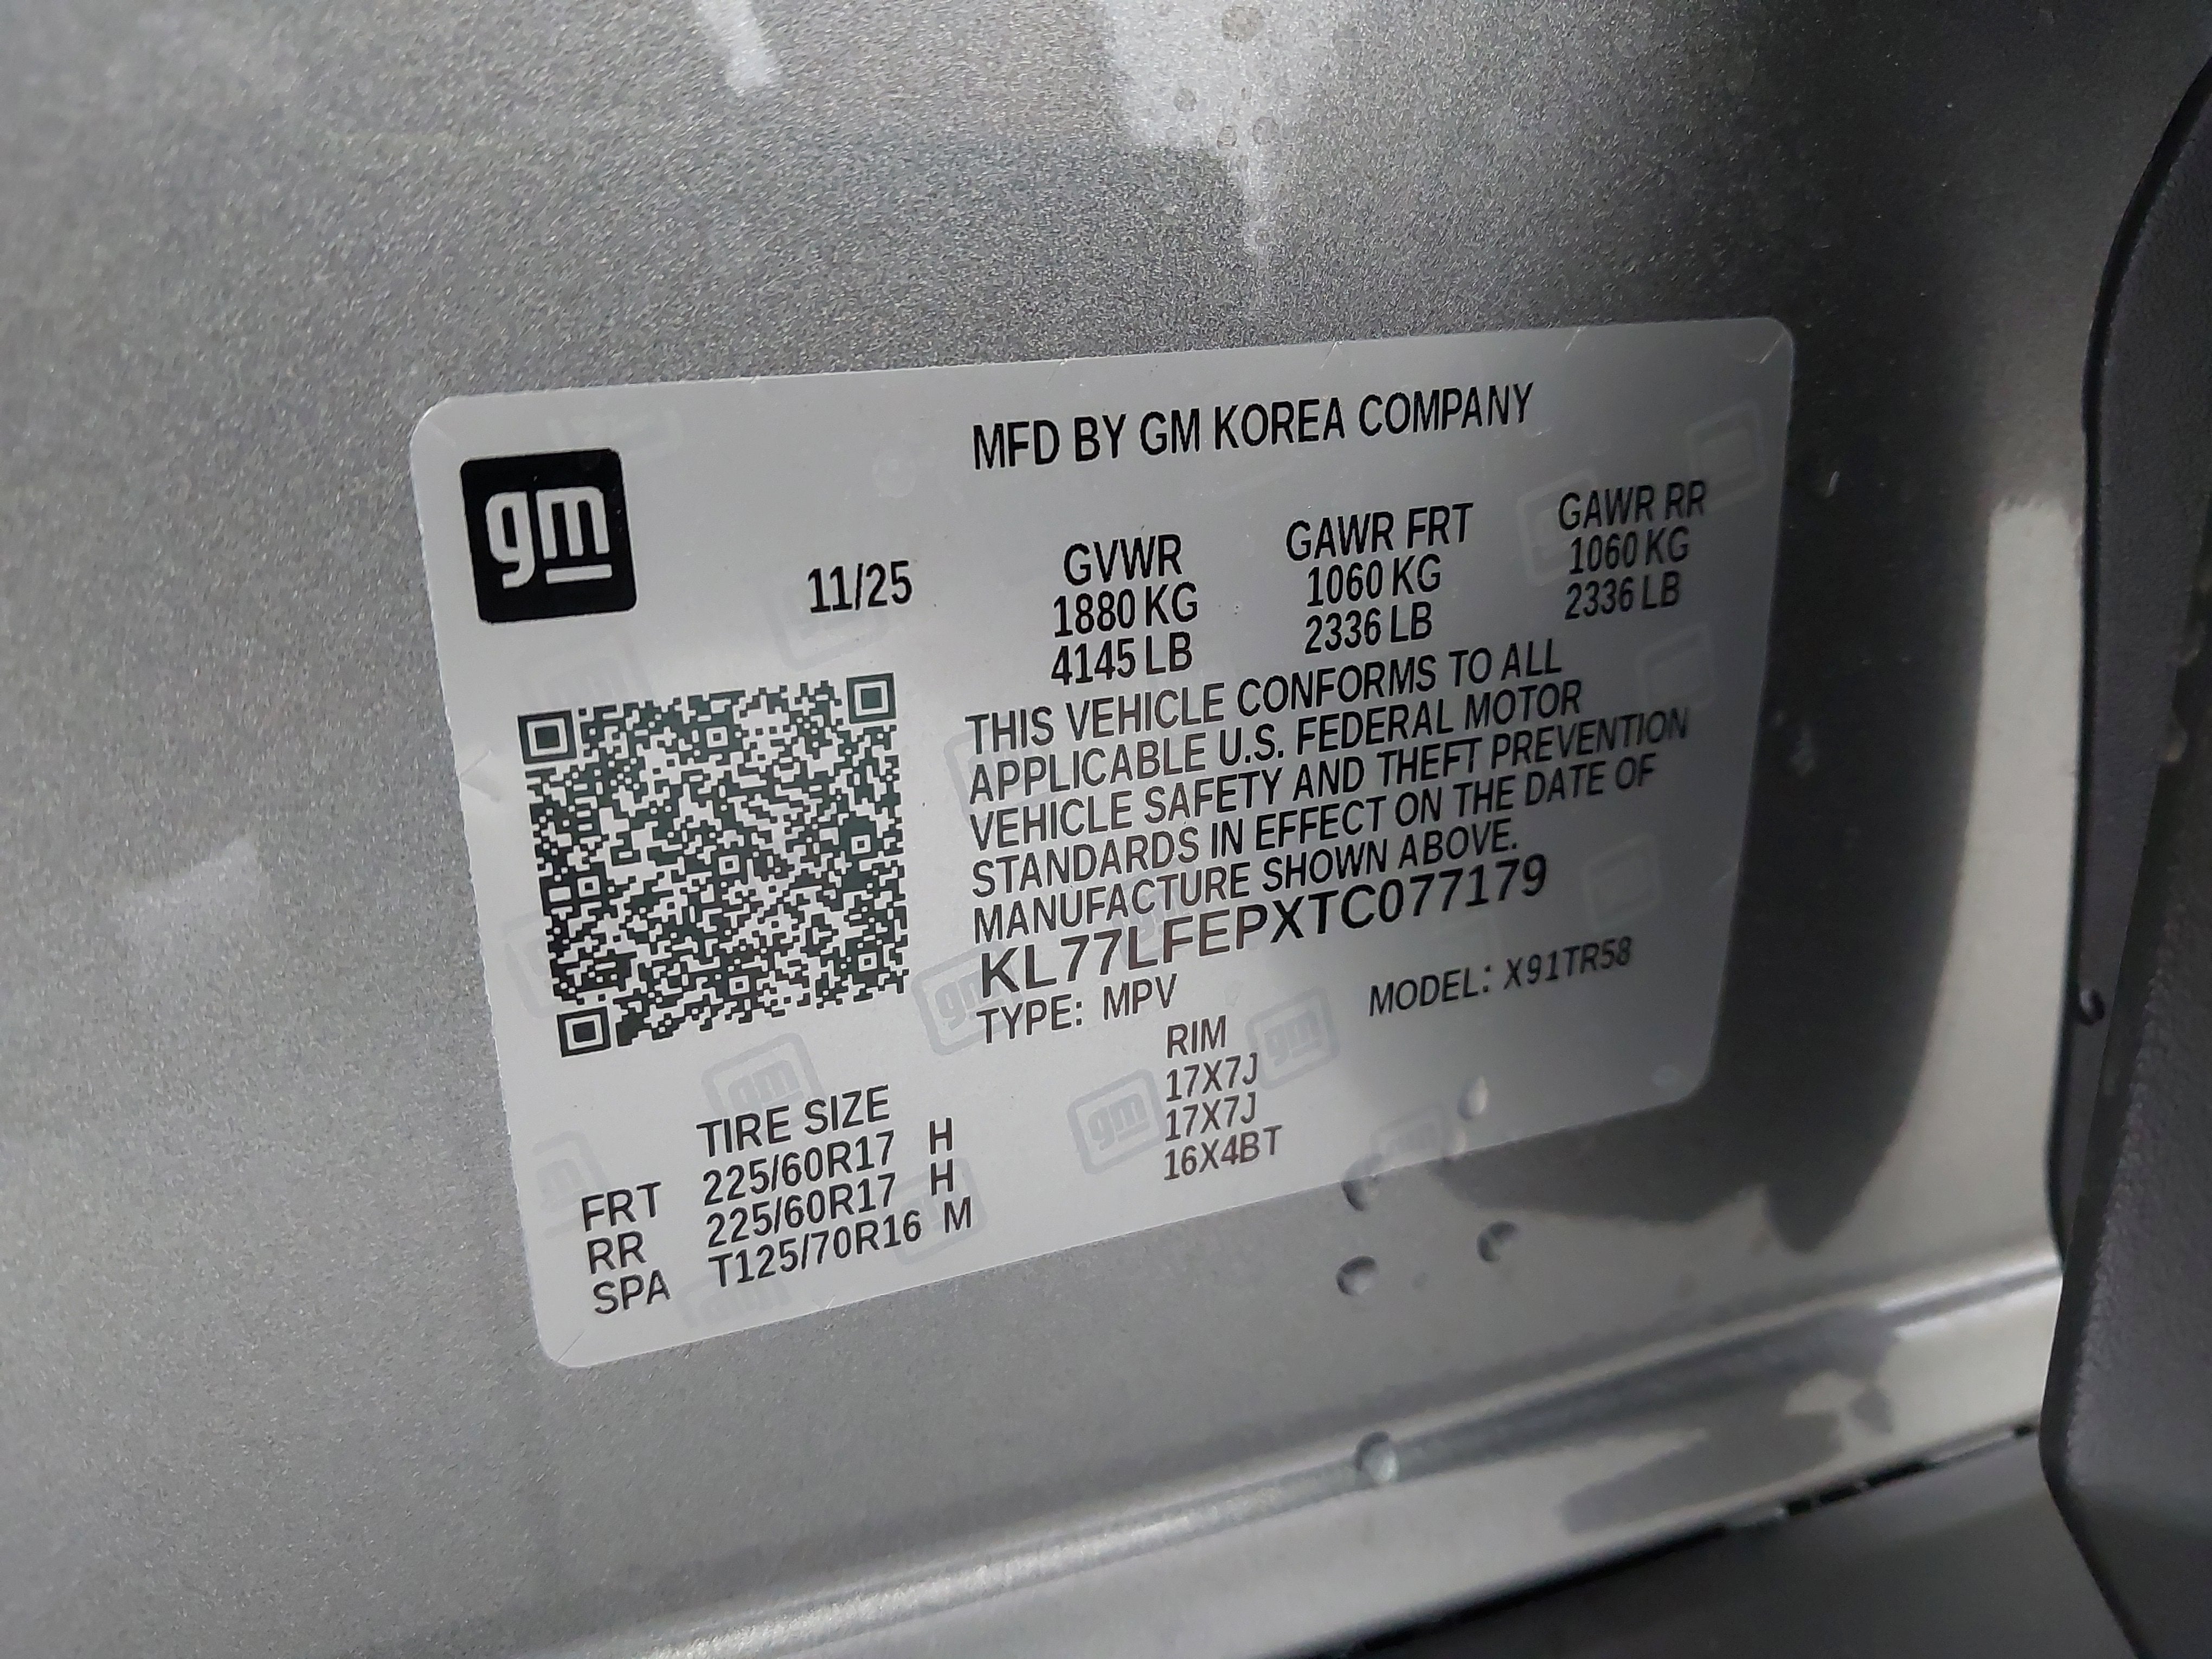 MFD BY GM KOREA COMPANY
gm
11/25
GVWR GAWR FRT GAWR RR
1880 KG 1060 KG 1060 KG
4145 LB 2336 LB 2336 LB
THIS VEHICLE CONFORMS TO ALL
APPLICABLE U.S. FEDERAL MOTOR
VEHICLE SAFETY AND THEFT PREVENTION
STANDARDS IN EFFECT ON THE DATE OF
MANUFACTURE SHOWN ABOVE.
KL77LFEPXTC077179
TYPE: MPV MODEL: X91TR58
TIRE SIZE RIM
FRT 225/60R17 H 17X7J
RR 225/60R17 H 17X7J
SPA T125/70R16 M 16X4BT